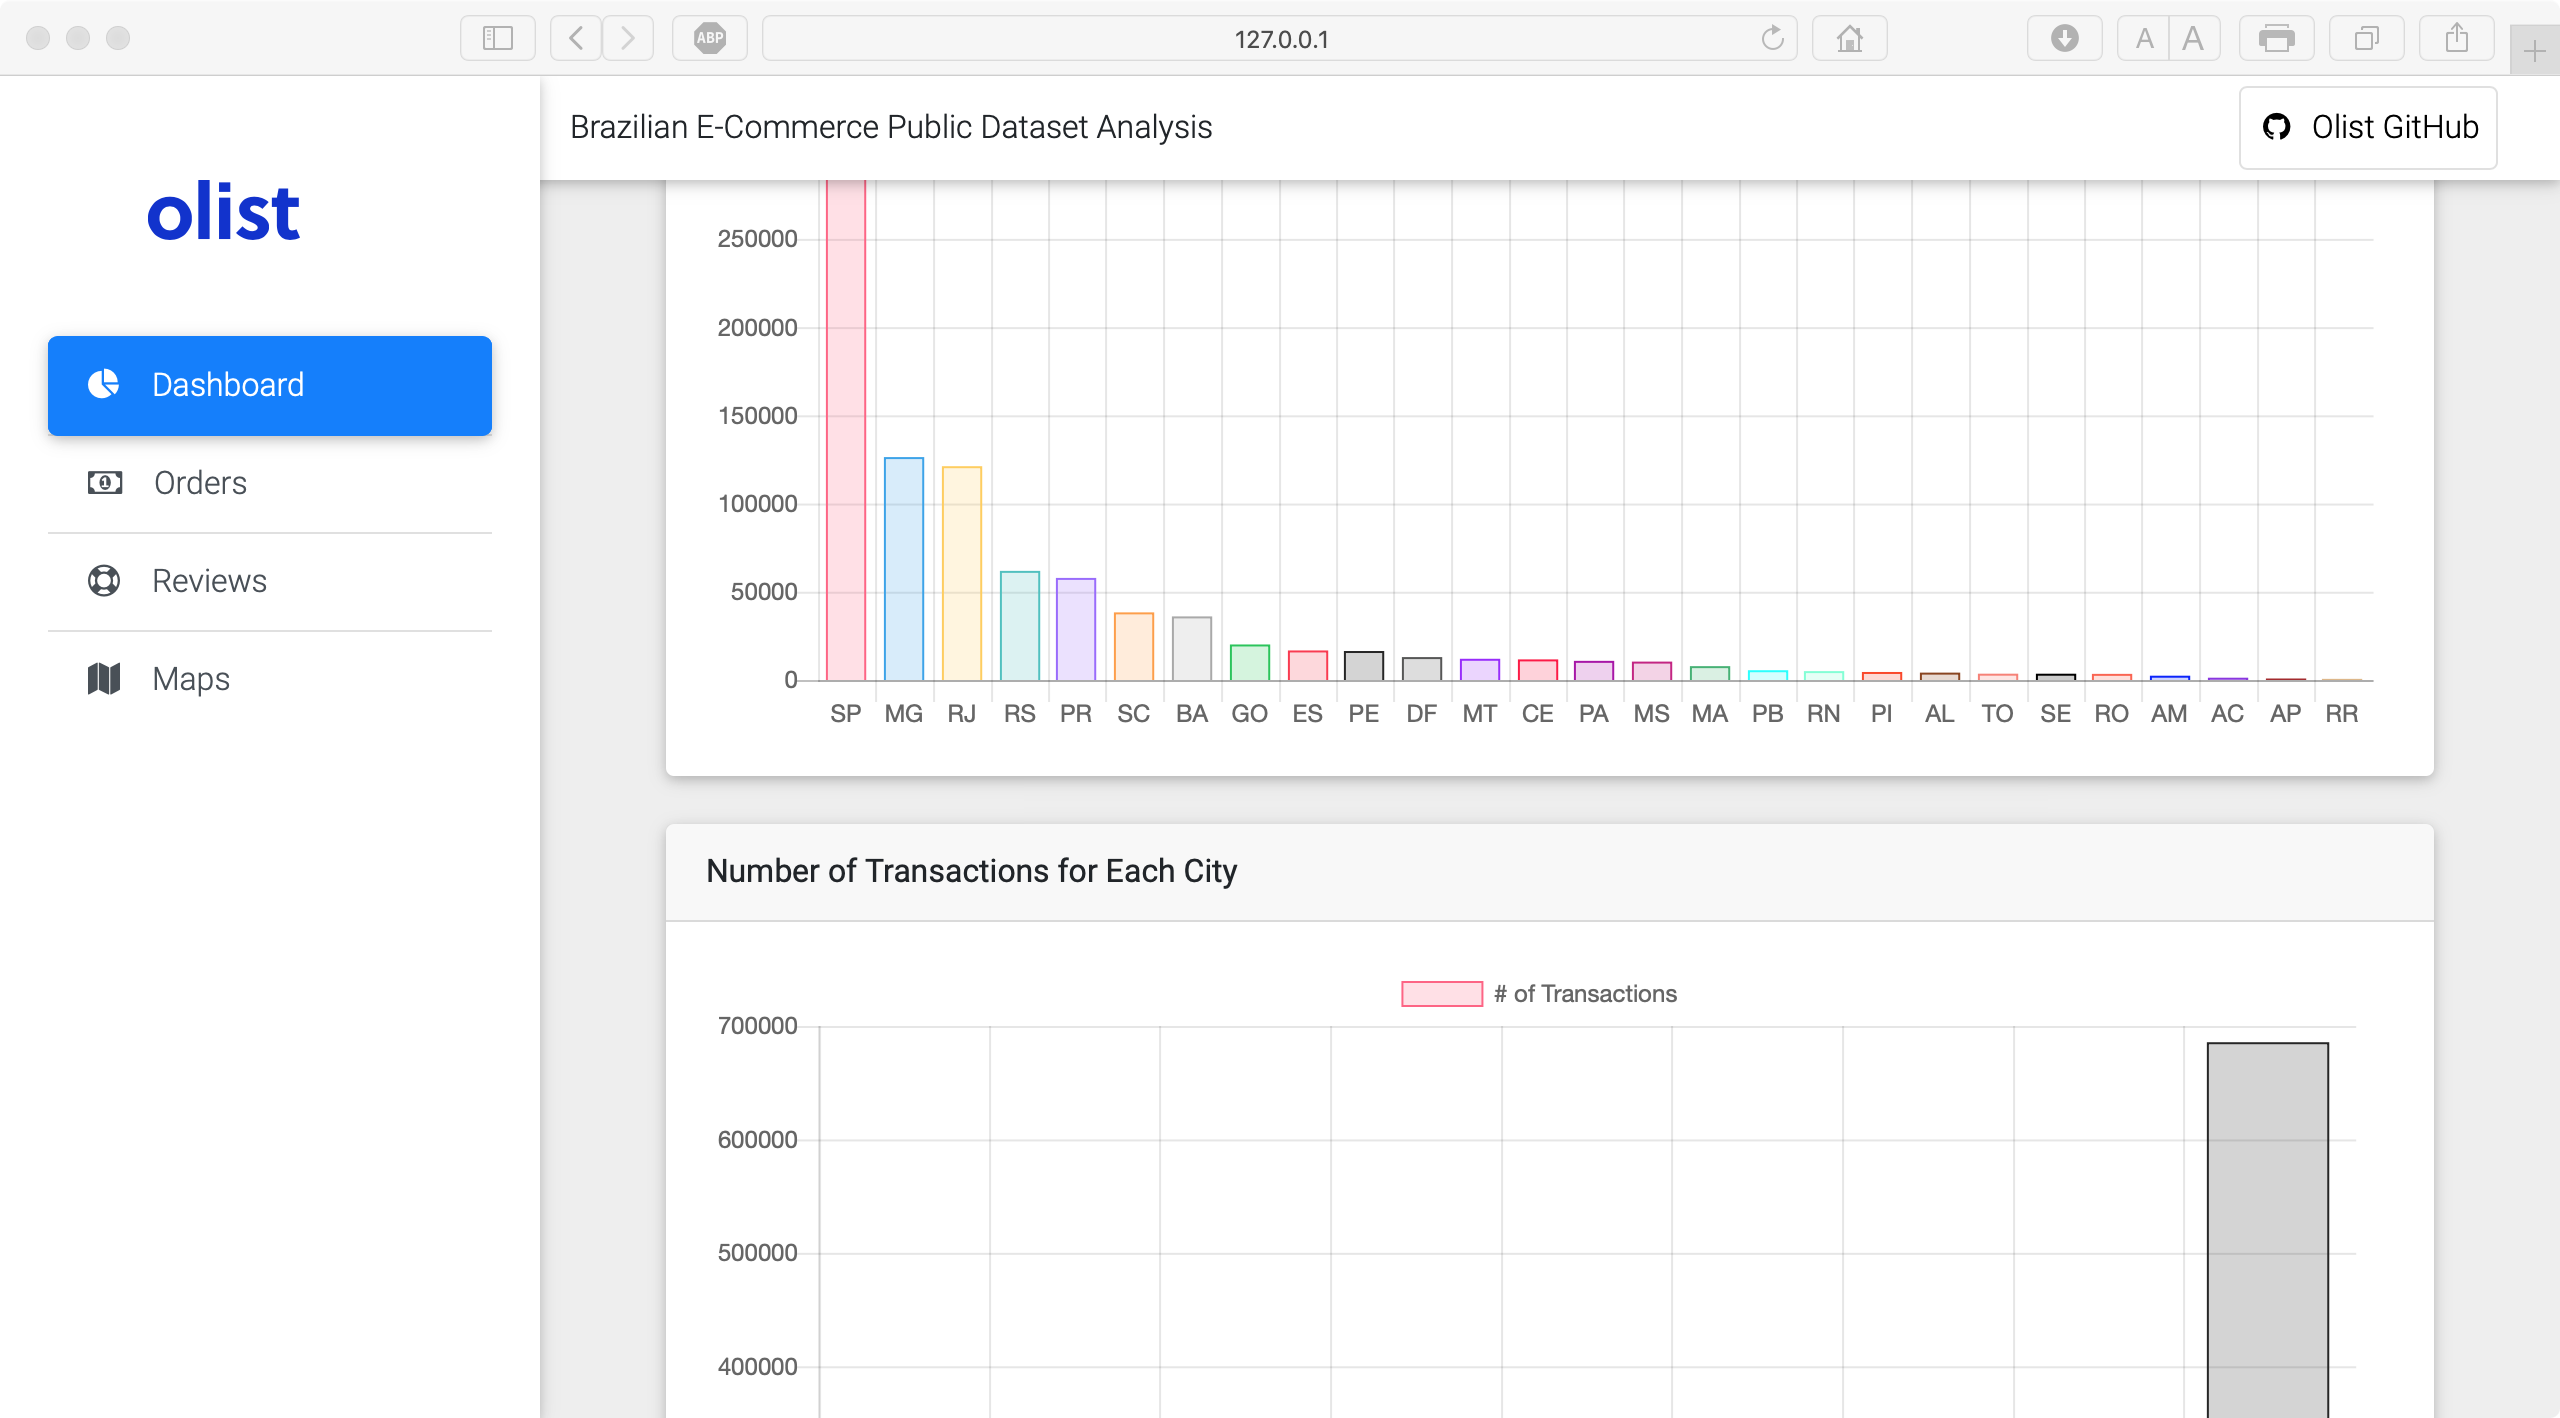 ABP
127.0.0.1
A A
olist
Brazilian E-Commerce Public Dataset Analysis
Olist GitHub
Dashboard
Orders
Reviews
Maps
250000
200000
150000
100000
50000
0
SP MG RJ RS PR SC BA GO ES PE DF MT CE PA MS MA PB RN PI AL TO SE RO AM AC AP RR
Number of Transactions for Each City
# of Transactions
700000
600000
500000
400000